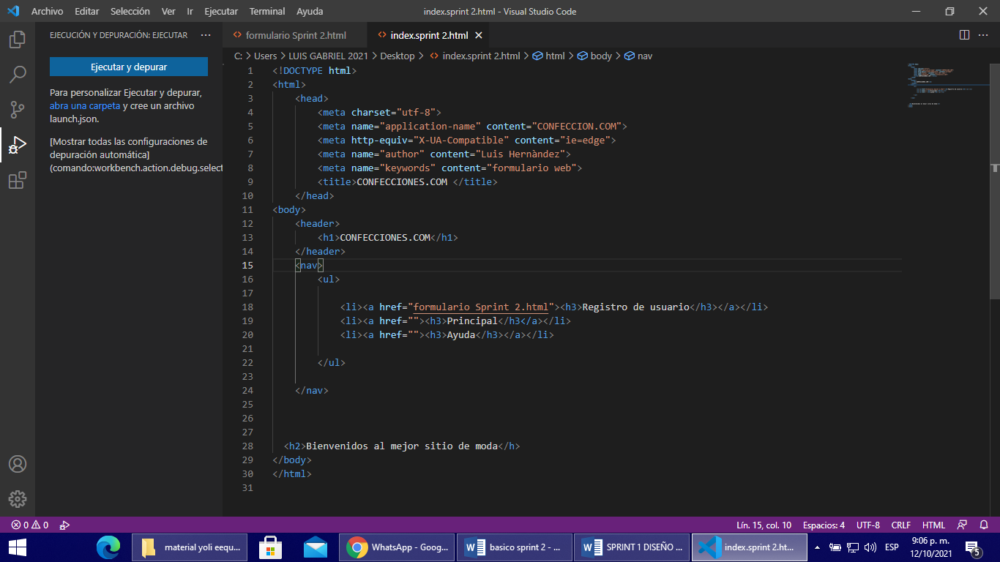 Archivo Editar Selección Ver Ir Ejecutar Terminal Ayuda index.sprint 2.html - Visual Studio Code
EJECUCIÓN Y DEPURACIÓN: EJECUTAR ···
Ejecutar y depurar
Para personalizar Ejecutar y depurar,
abra una carpeta y cree un archivo
launch.json.
[Mostrar todas las configuraciones de
depuración automática]
(comando:workbench.action.debug.select
formulario Sprint 2.html index.sprint 2.html
C: > Users > LUIS GABRIEL 2021 > Desktop > index.sprint 2.html > html > body > nav
1 <!DOCTYPE html>
2 <html>
3 <head>
4 <meta charset="utf-8">
5 <meta name="application-name" content="CONFECCION.COM">
6 <meta http-equiv="X-UA-Compatible" content="ie=edge">
7 <meta name="author" content="Luis Hernàndez">
8 <meta name="keywords" content="formulario web">
9 <title>CONFECCIONES.COM </title>
10 </head>
11 <body>
12 <header>
13 <h1>CONFECCIONES.COM</h1>
14 </header>
15 <nav>
16 <ul>
17
18 <li><a href="formulario Sprint 2.html"><h3>Registro de usuario</h3></a></li>
19 <li><a href=""><h3>Principal</h3</a></li>
20 <li><a href=""><h3>Ayuda</h3></a></li>
21
22 </ul>
23
24 </nav>
25
26
27
28 <h2>Bienvenidos al mejor sitio de moda</h>
29 </body>
30 </html>
31
0 0 Lín. 15, col. 10 Espacios: 4 UTF-8 CRLF HTML
material yoli eequ... WhatsApp - Goog... basico sprint 2 - ... SPRINT 1 DISEÑO ... index.sprint 2.ht... ESP 9:06 p. m.
12/10/2021
5